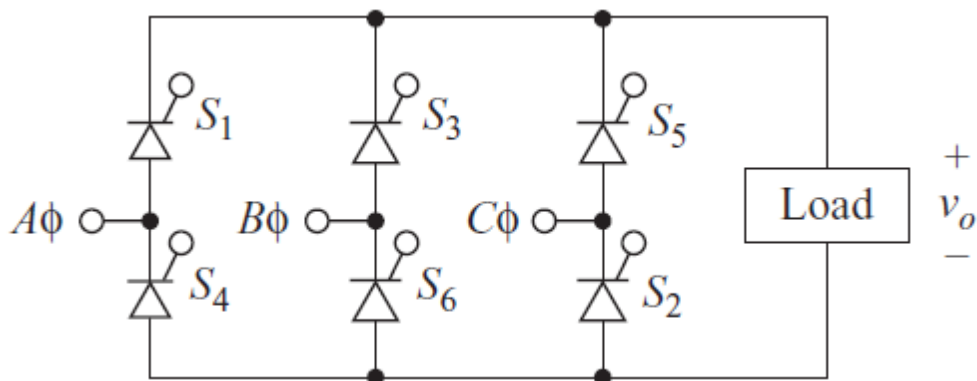 S₁
S₃
S₅
+
Aϕ
Bϕ
Cϕ
Load
vₒ
−
S₄
S₆
S₂